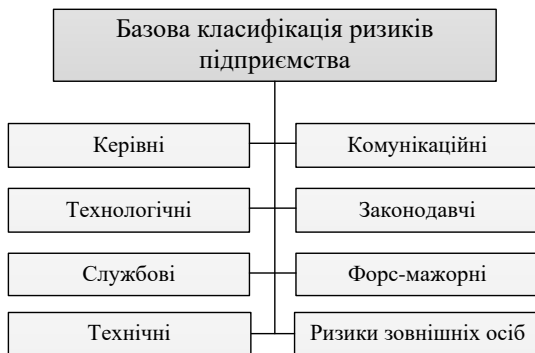 Базова класифікація ризиків
підприємства
Керівні
Комунікаційні
Технологічні
Законодавчі
Службові
Форс-мажорні
Технічні
Ризики зовнішніх осіб